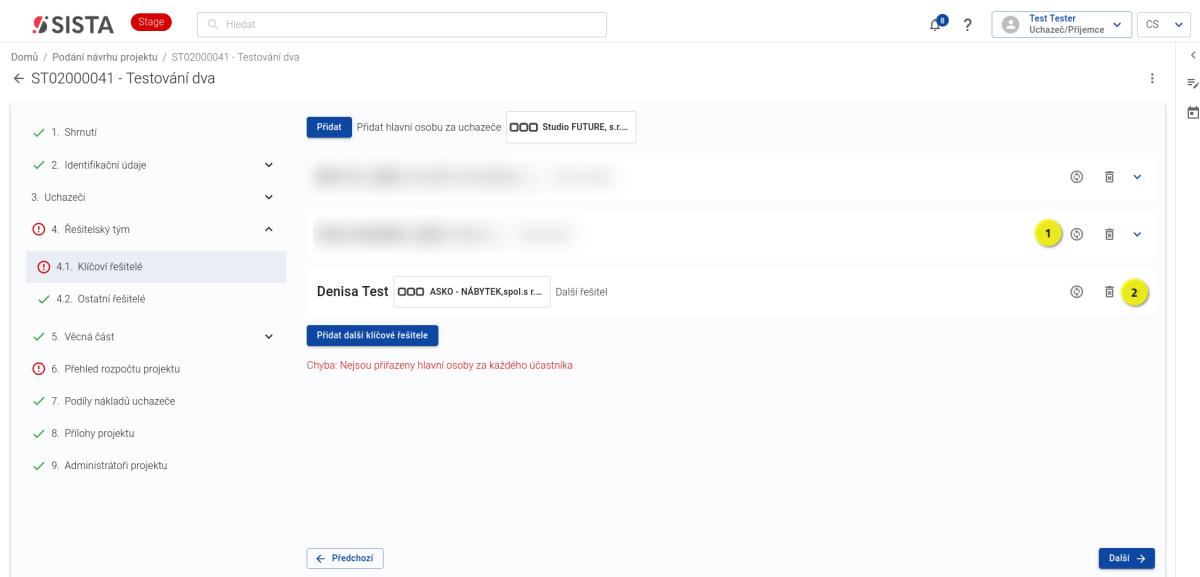 SISTA
Stage
Hledat
8
?
Test Tester
Uchazeč/Příjemce
CS
Domů / Podání návrhu projektu / ST02000041 - Testování dva
ST02000041 - Testování dva
1. Shrnutí
2. Identifikační údaje
3. Uchazeči
4. Řešitelský tým
4.1. Klíčoví řešitelé
4.2. Ostatní řešitelé
5. Věcná část
6. Přehled rozpočtu projektu
7. Podíly nákladů uchazeče
8. Přílohy projektu
9. Administrátoři projektu
Přidat Přidat hlavní osobu za uchazeče Studio FUTURE, s.r....
1
Denisa Test ASKO - NÁBYTEK,spol.s r.... Další řešitel
2
Přidat další klíčové řešitele
Chyba: Nejsou přiřazeny hlavní osoby za každého účastníka
Předchozí
Další